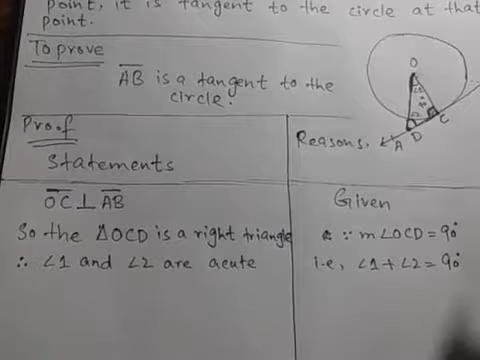 point, it is tangent to the circle at that
point.
To prove
AB is a tangent to the
circle.
Proof
Statements
Reasons.
OC ⊥ AB
Given
So the ΔOCD is a right triangle
∵ m∠OCD = 90°
∴ ∠1 and ∠2 are acute
i.e, ∠1 + ∠2 = 90°
O
A
D
C